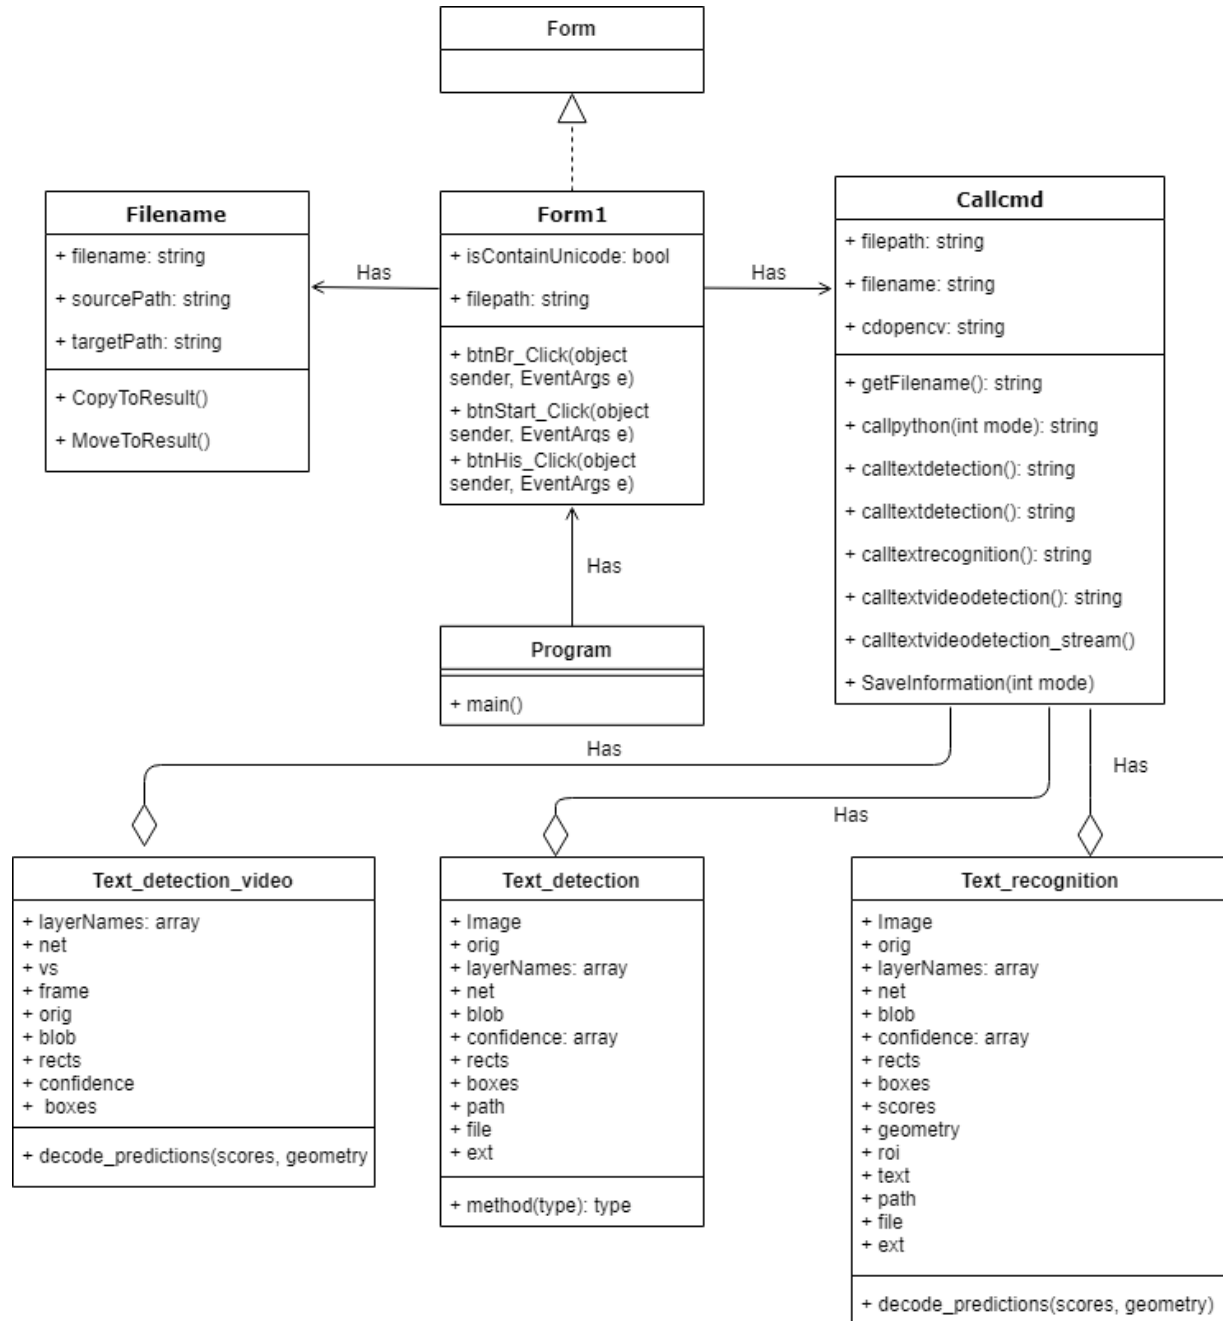 Form
Filename
+ filename: string
+ sourcePath: string
+ targetPath: string
+ CopyToResult()
+ MoveToResult()
Has
Form1
+ isContainUnicode: bool
+ filepath: string
+ btnBr_Click(object
sender, EventArgs e)
+ btnStart_Click(object
sender, EventArgs e)
+ btnHis_Click(object
sender, EventArgs e)
Has
Callcmd
+ filepath: string
+ filename: string
+ cdopencv: string
+ getFilename(): string
+ callpython(int mode): string
+ calltextdetection(): string
+ calltextdetection(): string
+ calltextrecognition(): string
+ calltextvideodetection(): string
+ calltextvideodetection_stream()
+ SaveInformation(int mode)
Has
Program
+ main()
Has
Has
Has
Text_detection_video
+ layerNames: array
+ net
+ vs
+ frame
+ orig
+ blob
+ rects
+ confidence
+ boxes
+ decode_predictions(scores, geometry
Text_detection
+ Image
+ orig
+ layerNames: array
+ net
+ blob
+ confidence: array
+ rects
+ boxes
+ path
+ file
+ ext
+ method(type): type
Text_recognition
+ Image
+ orig
+ layerNames: array
+ net
+ blob
+ confidence: array
+ rects
+ boxes
+ scores
+ geometry
+ roi
+ text
+ path
+ file
+ ext
+ decode_predictions(scores, geometry)